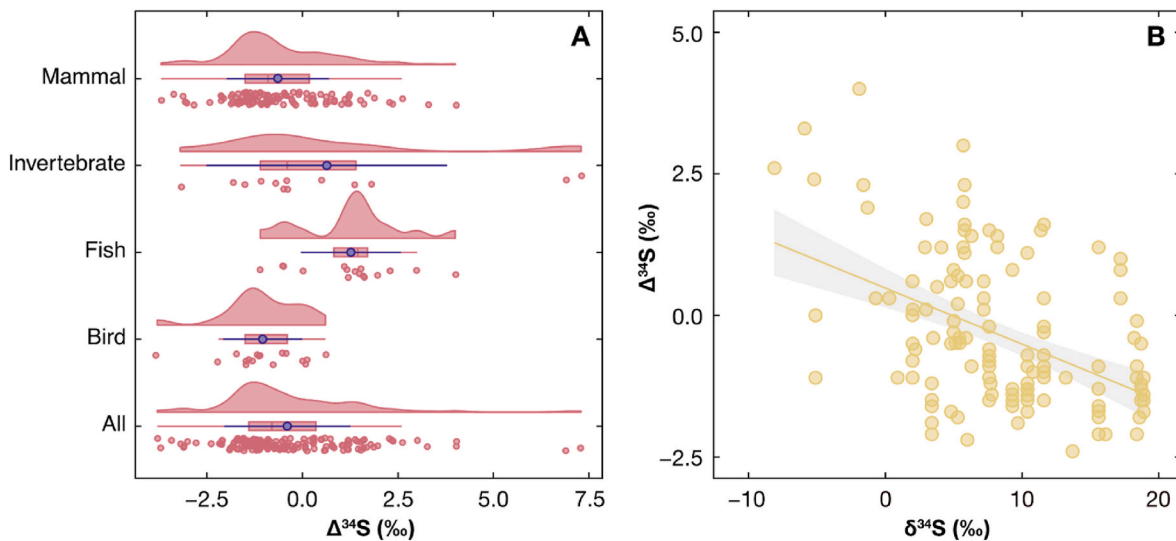 A
Mammal
Invertebrate
Fish
Bird
All
−2.5 0.0 2.5 5.0 7.5
Δ³⁴S (‰)
B
5.0
2.5
0.0
−2.5
Δ³⁴S (‰)
−10 0 10 20
δ³⁴S (‰)